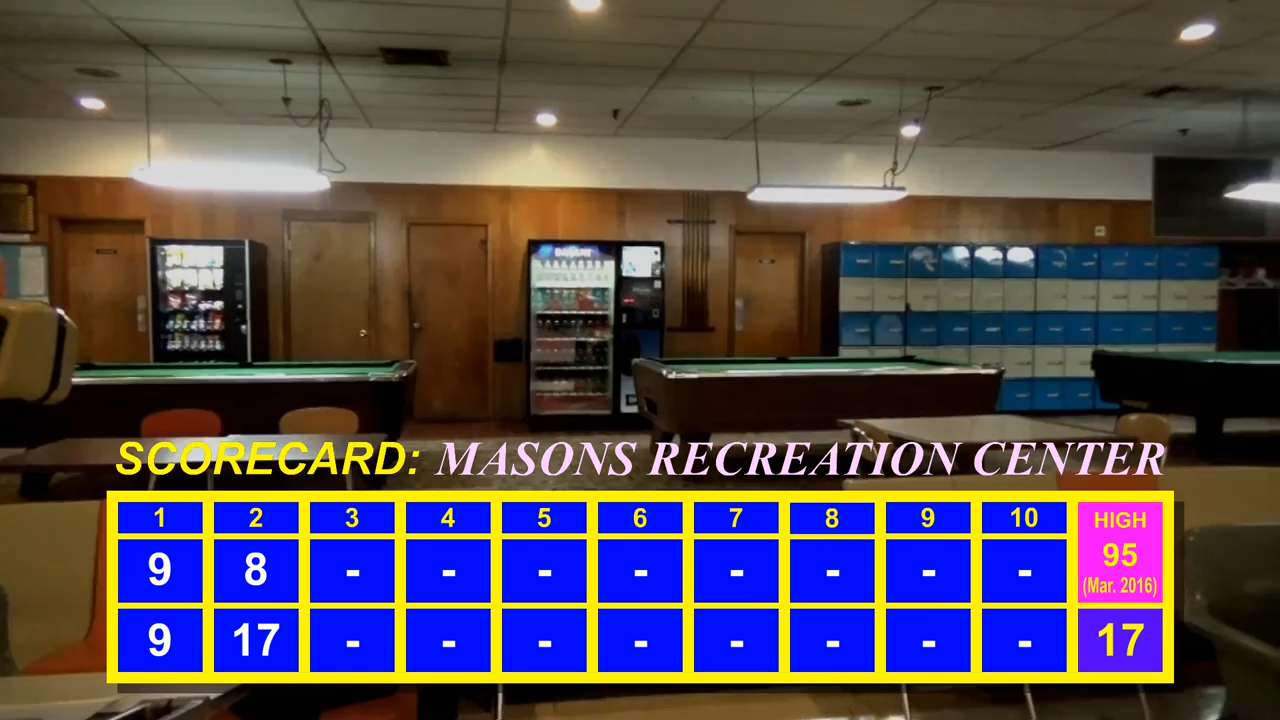 SCORECARD: MASONS RECREATION CENTER
1 2 3 4 5 6 7 8 9 10 HIGH
95
(Mar. 2016)
9 8 - - - - - - - -
9 17 - - - - - - - - 17